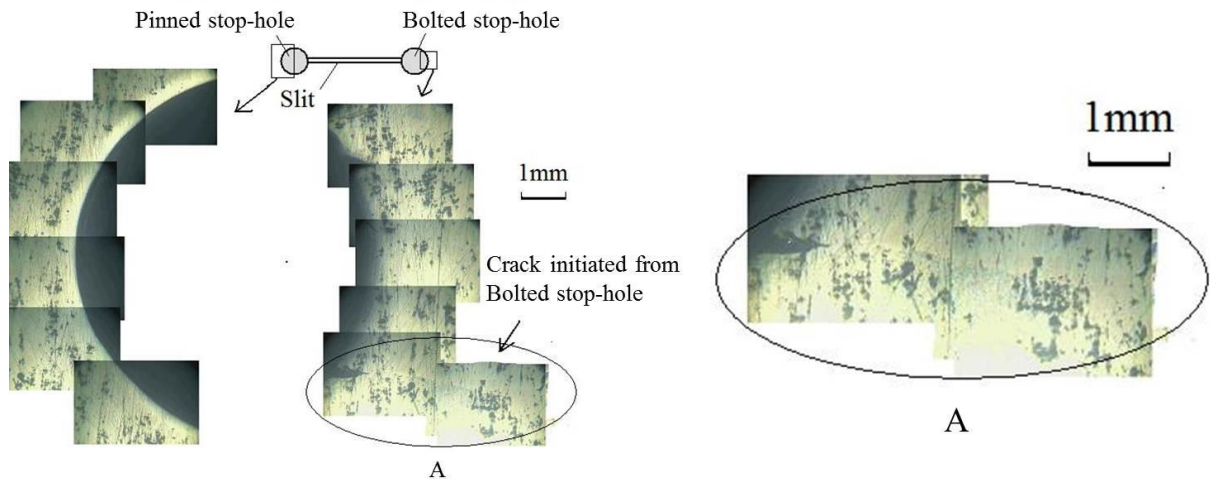 Pinned stop-hole
Bolted stop-hole
Slit
1mm
Crack initiated from
Bolted stop-hole
A
1mm
A